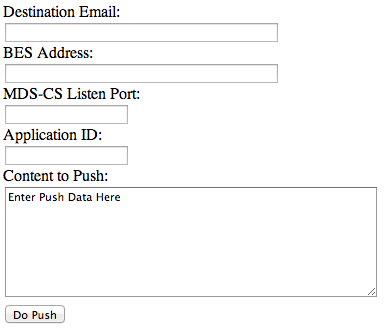 Destination Email:
BES Address:
MDS-CS Listen Port:
Application ID:
Content to Push:
Enter Push Data Here
Do Push